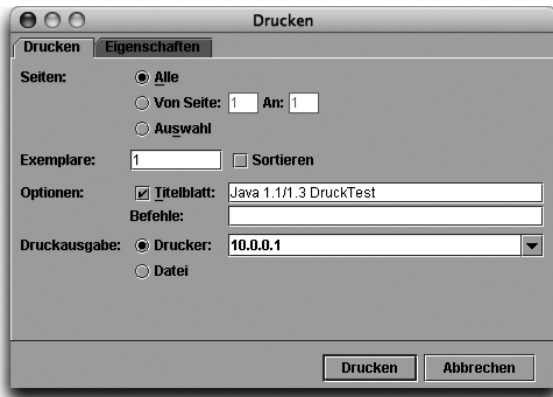 Drucken
Drucken Eigenschaften
Seiten: Alle
Von Seite: 1 An: 1
Auswahl
Exemplare: 1 Sortieren
Optionen: Titelblatt: Java 1.1/1.3 DruckTest
Befehle:
Druckausgabe: Drucker: 10.0.0.1
Datei
Drucken Abbrechen